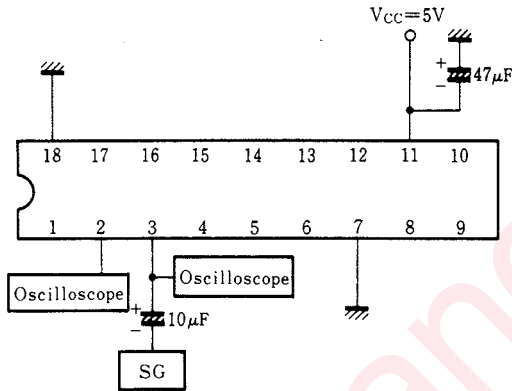 VCC=5V
+
−
47μF
18 17 16 15 14 13 12 11 10
1 2 3 4 5 6 7 8 9
Oscilloscope
Oscilloscope
+
−
10μF
SG